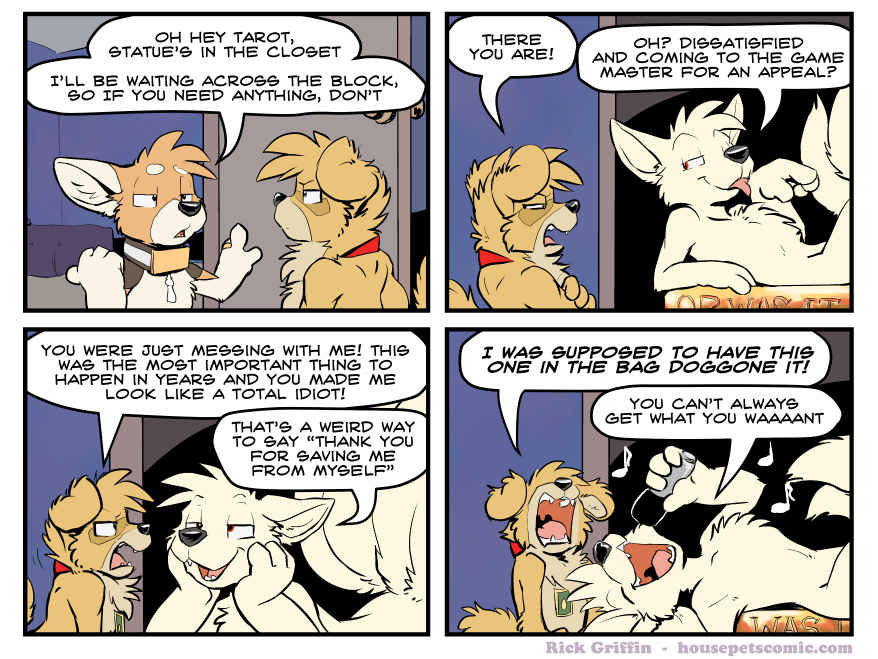 OH HEY TAROT,
STATUE'S IN THE CLOSET
I'LL BE WAITING ACROSS THE BLOCK,
SO IF YOU NEED ANYTHING, DON'T
THERE
YOU ARE!
OH? DISSATISFIED
AND COMING TO THE GAME
MASTER FOR AN APPEAL?
OR WAS IT
YOU WERE JUST MESSING WITH ME! THIS
WAS THE MOST IMPORTANT THING TO
HAPPEN IN YEARS AND YOU MADE ME
LOOK LIKE A TOTAL IDIOT!
THAT'S A WEIRD WAY
TO SAY "THANK YOU
FOR SAVING ME
FROM MYSELF"
I WAS SUPPOSED TO HAVE THIS
ONE IN THE BAG DOGGONE IT!
YOU CAN'T ALWAYS
GET WHAT YOU WAAAANT
WAS I
Rick Griffin - housepetscomic.com